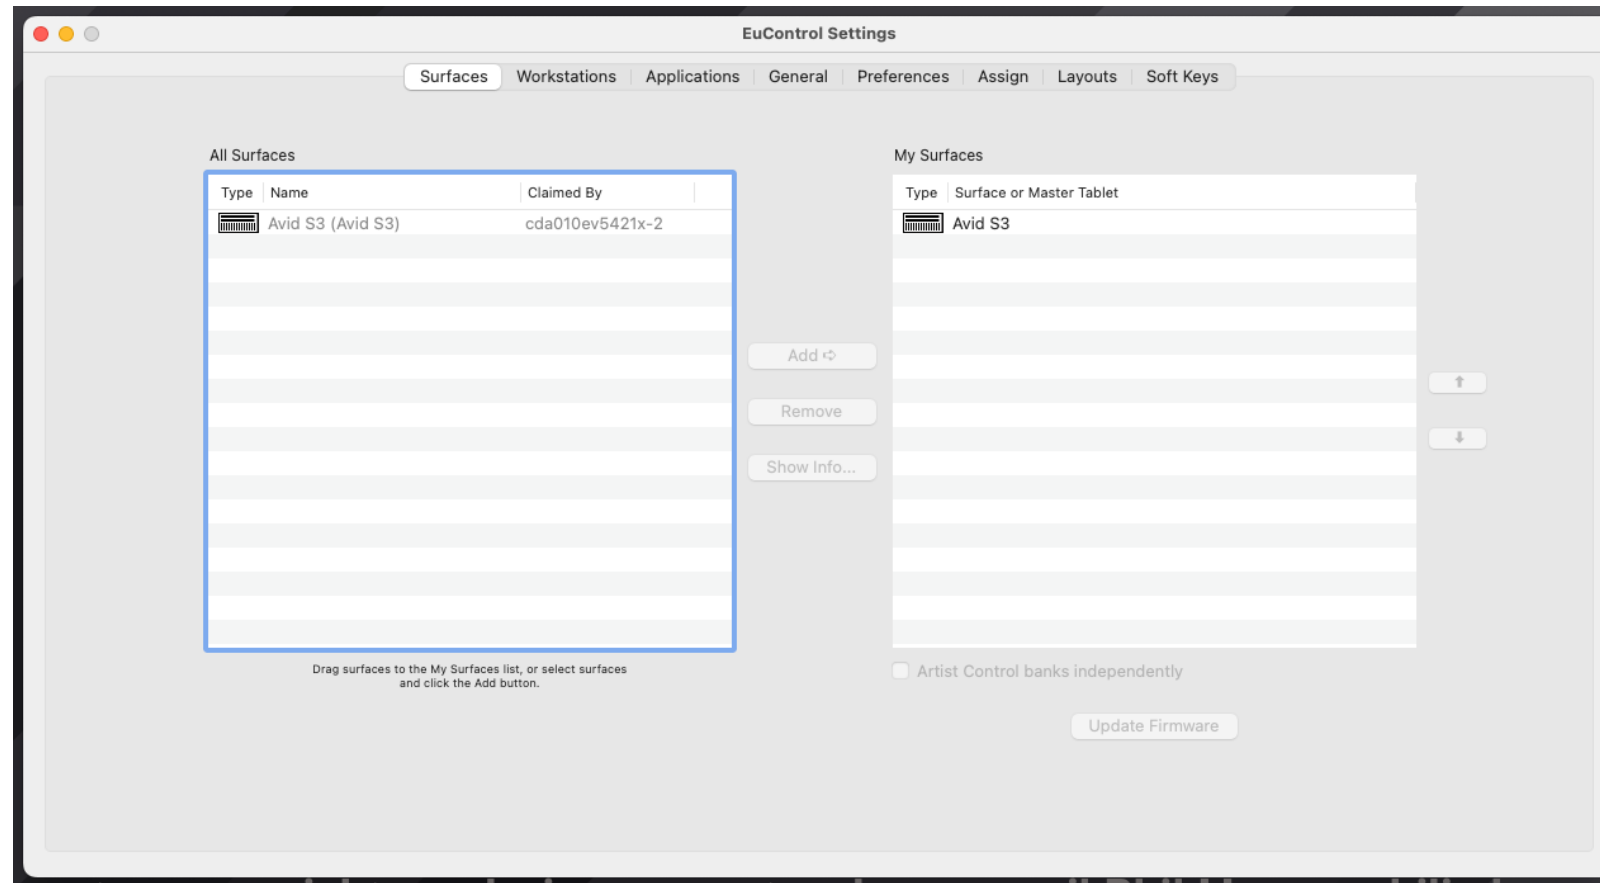 EuControl Settings
Surfaces Workstations Applications General Preferences Assign Layouts Soft Keys
All Surfaces
Type Name Claimed By
Avid S3 (Avid S3) cda010ev5421x-2
Drag surfaces to the My Surfaces list, or select surfaces
and click the Add button.
Add ➪
Remove
Show Info...
My Surfaces
Type Surface or Master Tablet
Avid S3
Artist Control banks independently
Update Firmware